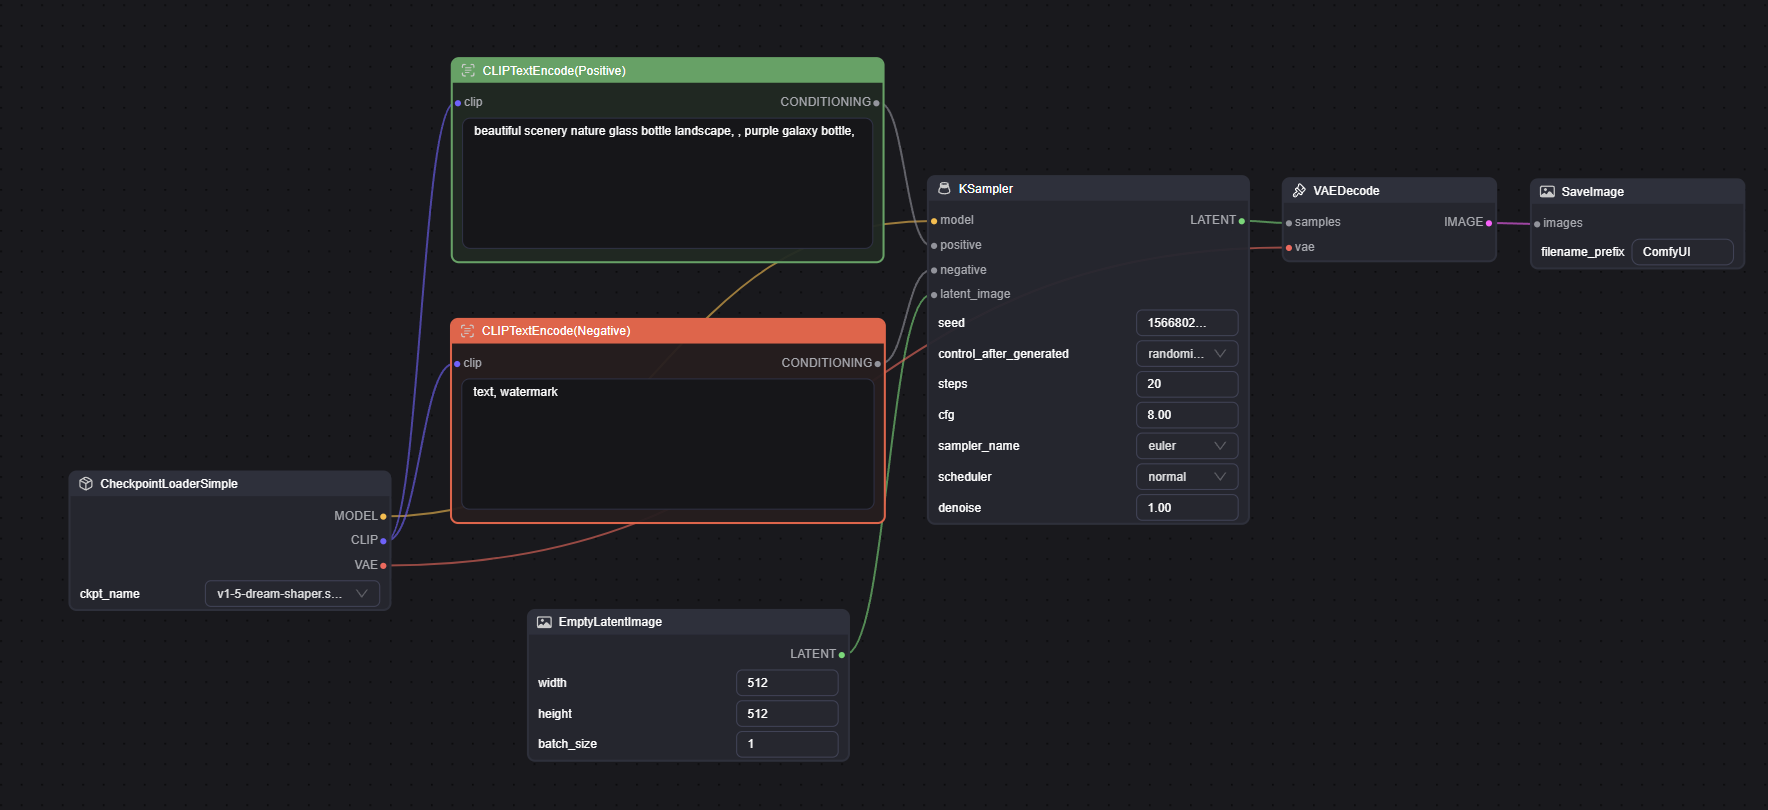 CLIPTextEncode(Positive)
clip
CONDITIONING
beautiful scenery nature glass bottle landscape, , purple galaxy bottle,
CLIPTextEncode(Negative)
clip
CONDITIONING
text, watermark
CheckpointLoaderSimple
MODEL
CLIP
VAE
ckpt_name
v1-5-dream-shaper.s...
EmptyLatentImage
LATENT
width
512
height
512
batch_size
1
KSampler
model
LATENT
positive
negative
latent_image
seed
1566802...
control_after_generated
randomi...
steps
20
cfg
8.00
sampler_name
euler
scheduler
normal
denoise
1.00
VAEDecode
samples
IMAGE
vae
SaveImage
images
filename_prefix
ComfyUI